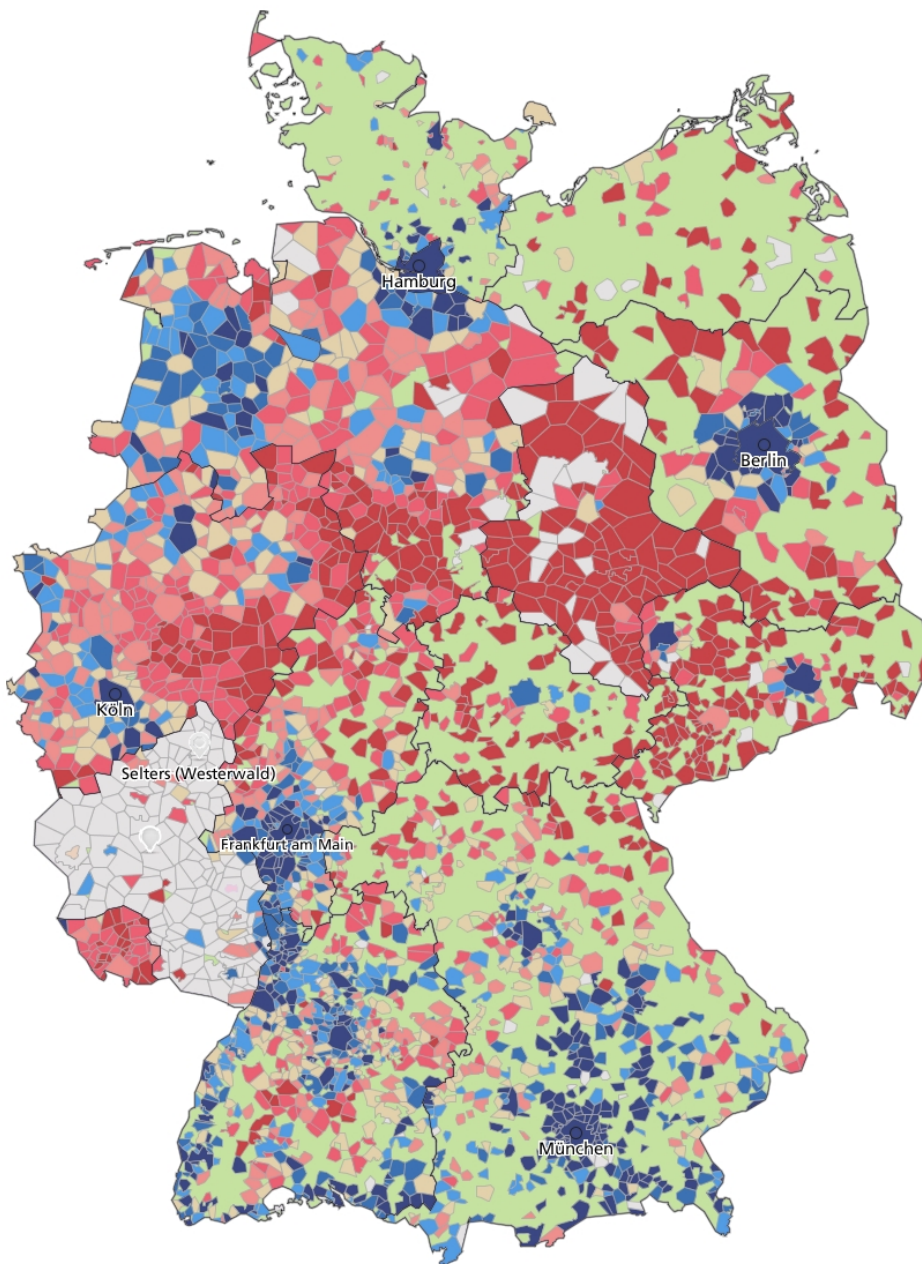 Hamburg
Berlin
Köln
Selters (Westerwald)
Frankfurt am Main
München